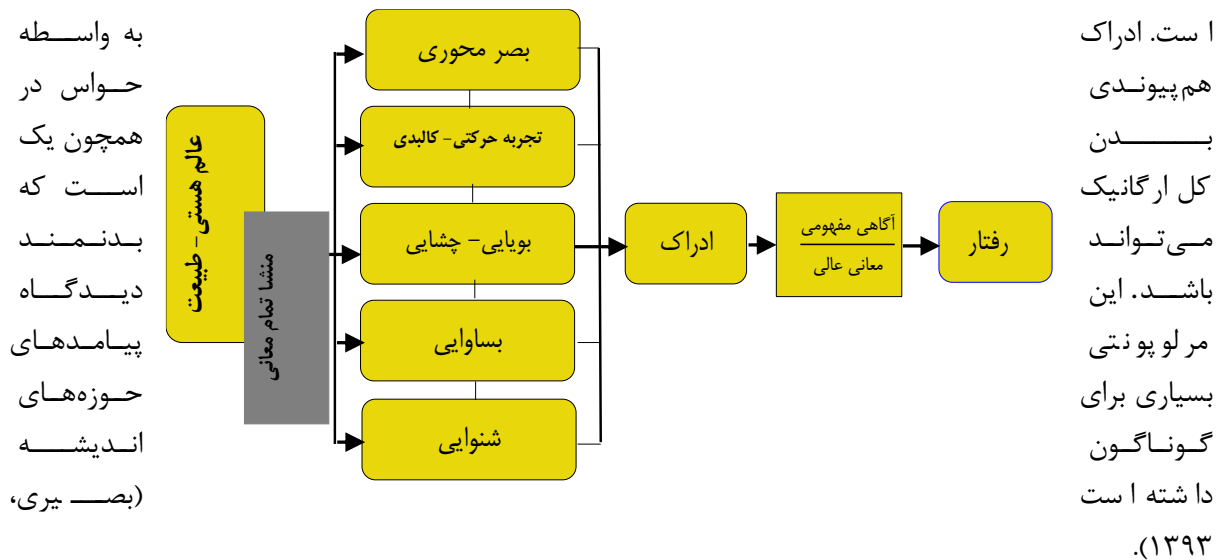 است. ادراک به واسطه
هم‌پیوندی حواس در
بدن همچون یک
کل ارگانیک است که
می‌تواند بدنمند
باشد. این دیدگاه
مرلوپونتی پیامدهای
بسیاری برای حوزه‌های
گوناگون اندیشه
داشته است (بصیری،
۱۳۹۳).
عالم هستی-طبیعت
منشا تمام معانی
بصر محوری
تجربه حرکتی- کالبدی
بویایی- چشایی
بساوایی
شنوایی
ادراک
آگاهی مفهومی
معانی عالی
رفتار